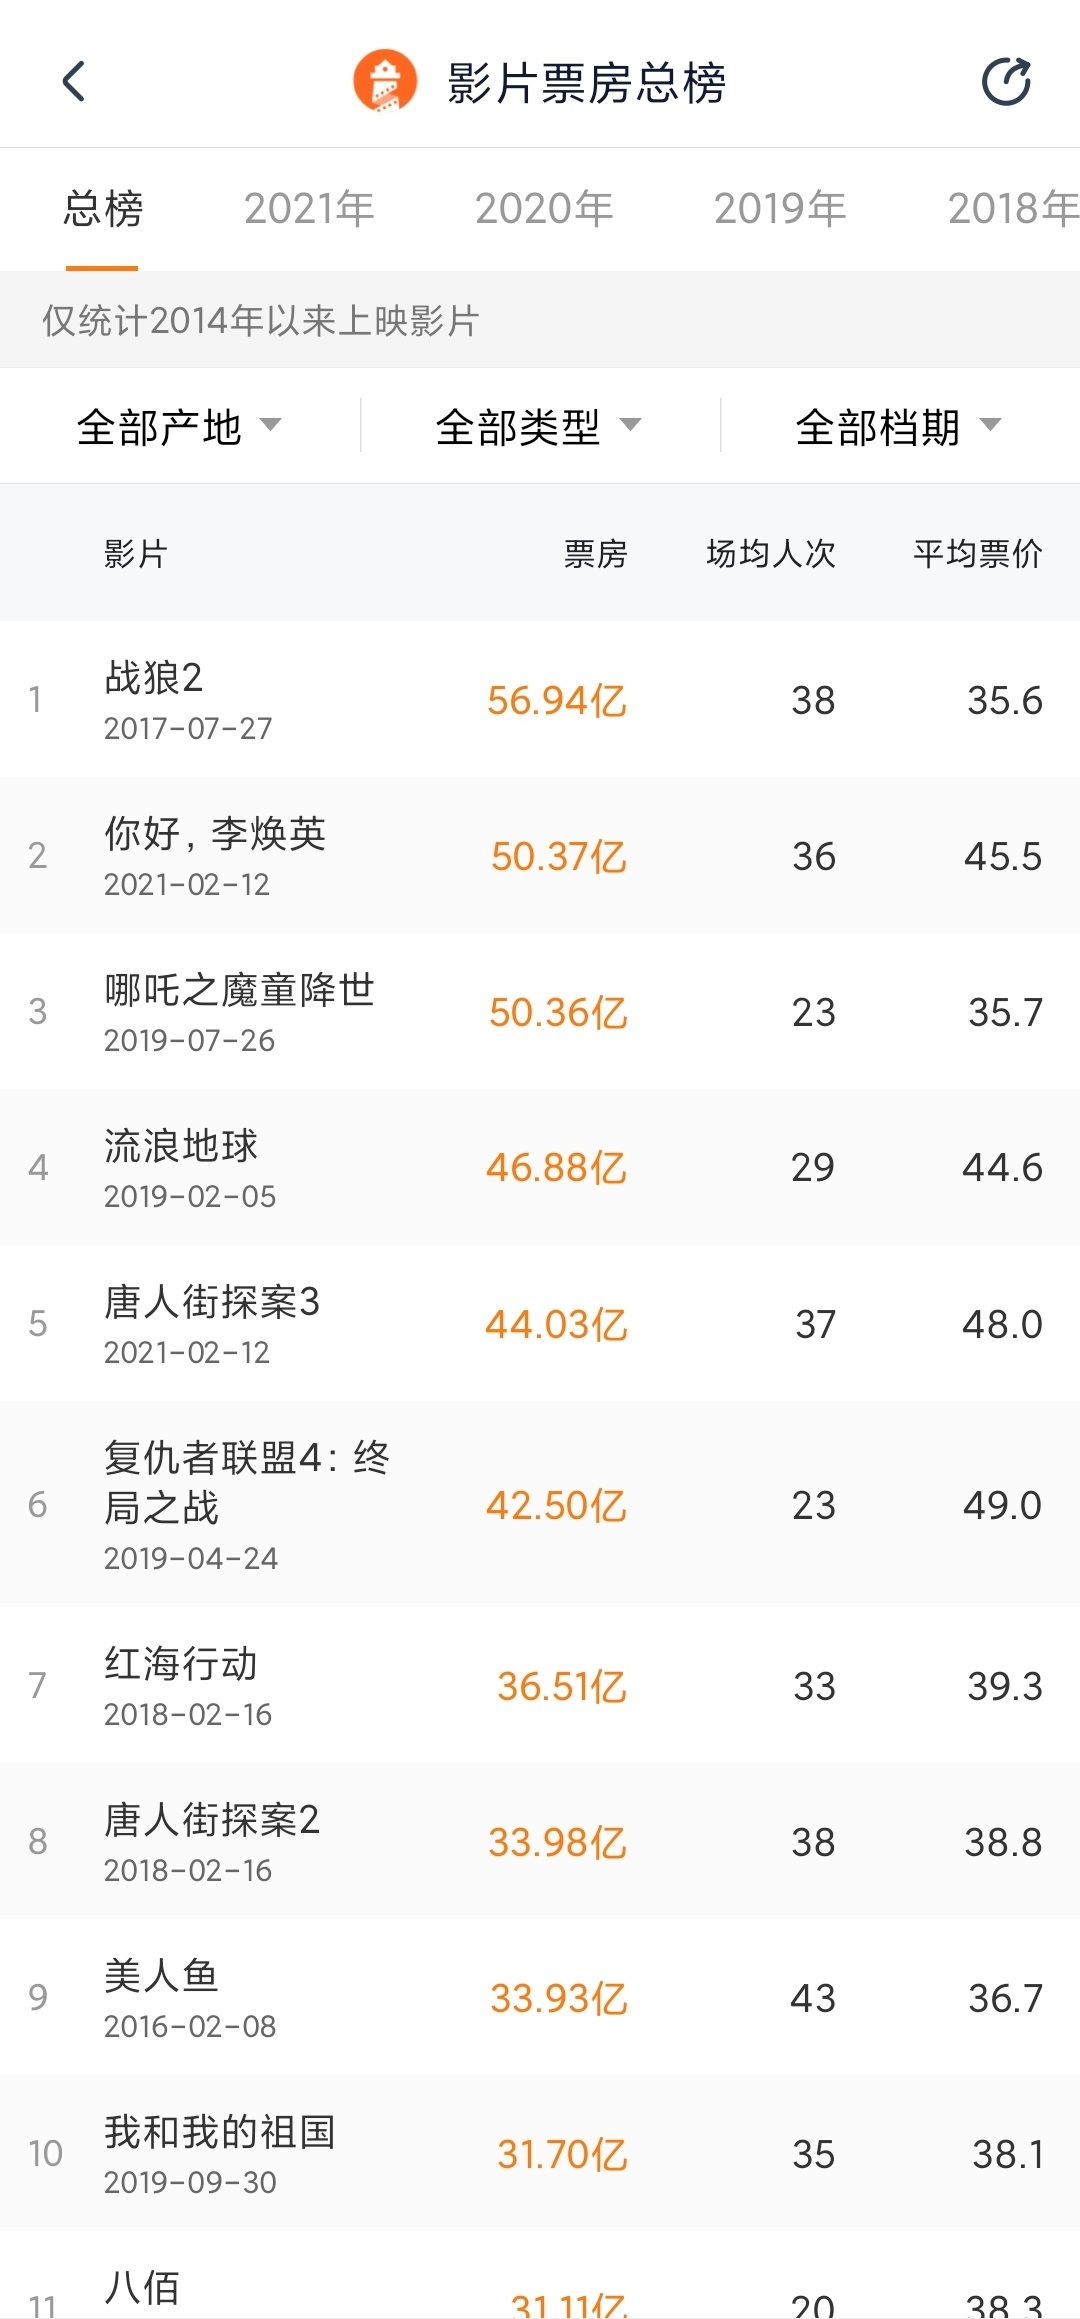 影片票房总榜
总榜 2021年 2020年 2019年 2018年
仅统计2014年以来上映影片
全部产地 全部类型 全部档期
影片 票房 场均人次 平均票价
1 战狼2 56.94亿 38 35.6
2017-07-27
2 你好，李焕英 50.37亿 36 45.5
2021-02-12
3 哪吒之魔童降世 50.36亿 23 35.7
2019-07-26
4 流浪地球 46.88亿 29 44.6
2019-02-05
5 唐人街探案3 44.03亿 37 48.0
2021-02-12
6 复仇者联盟4：终 42.50亿 23 49.0
局之战
2019-04-24
7 红海行动 36.51亿 33 39.3
2018-02-16
8 唐人街探案2 33.98亿 38 38.8
2018-02-16
9 美人鱼 33.93亿 43 36.7
2016-02-08
10 我和我的祖国 31.70亿 35 38.1
2019-09-30
11 八佰 31.11亿 20 38.3